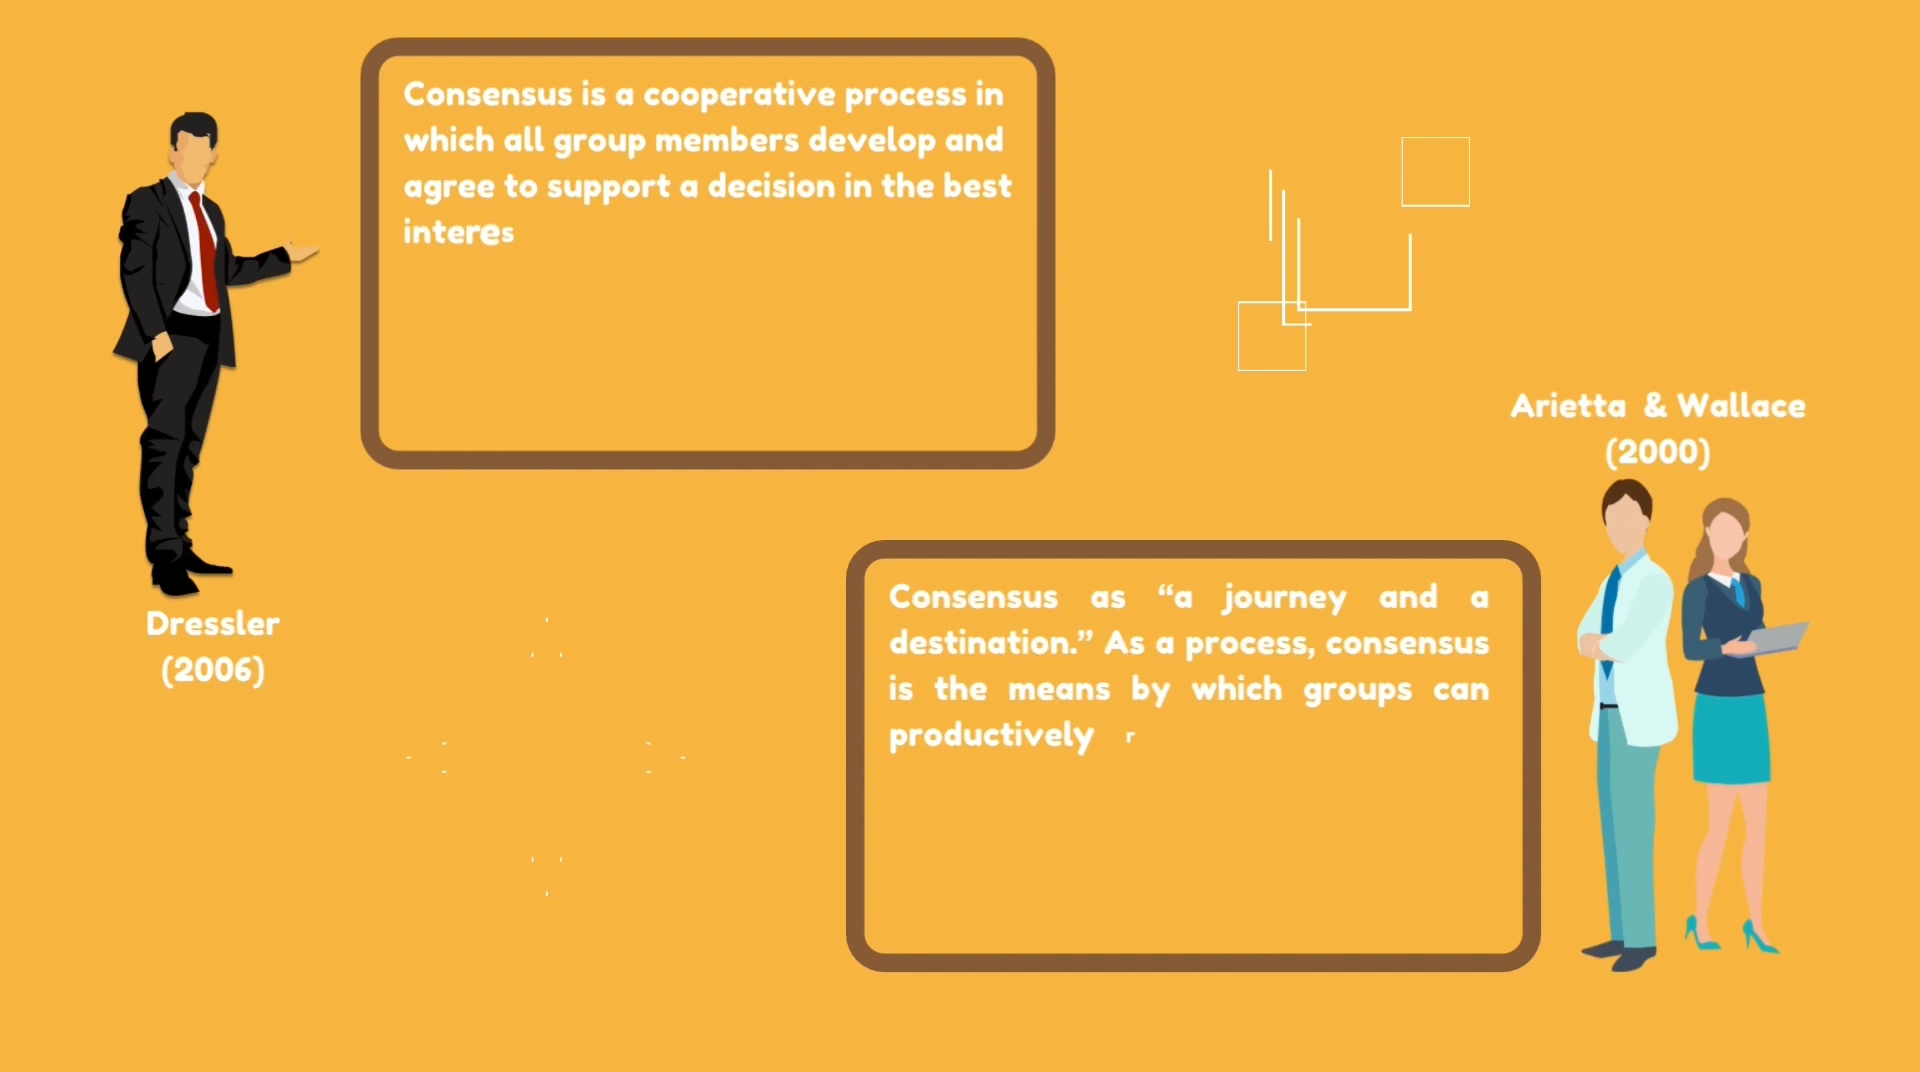 Consensus is a cooperative process in
which all group members develop and
agree to support a decision in the best
interes
Dressler
(2006)
Arietta & Wallace
(2000)
Consensus as “a journey and a
destination.” As a process, consensus
is the means by which groups can
productively r